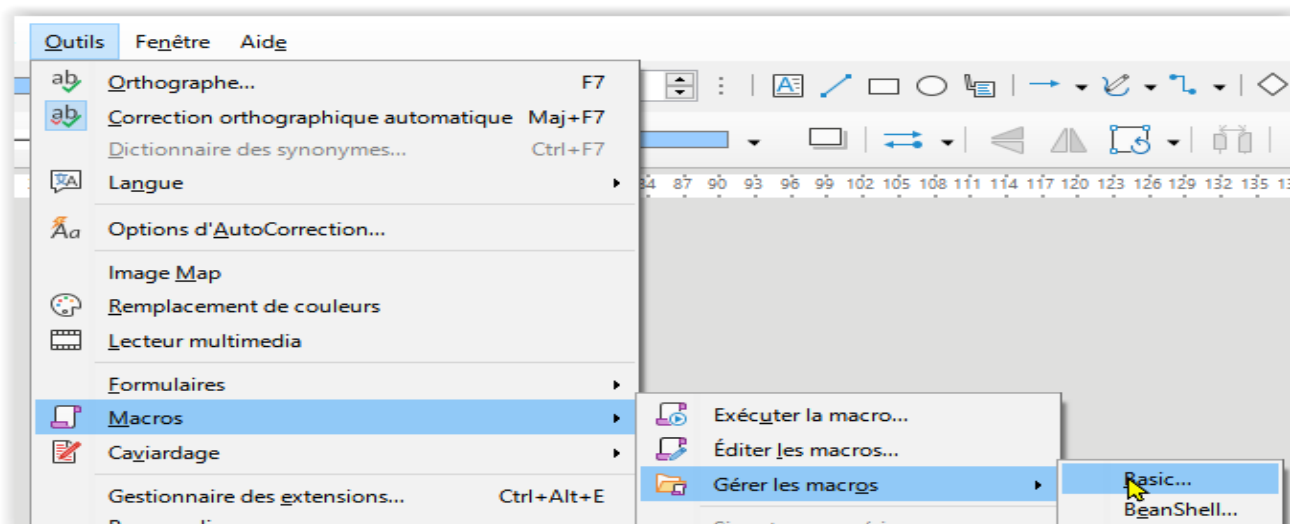 Outils Fenêtre Aide
Orthographe... F7
Correction orthographique automatique Maj+F7
Dictionnaire des synonymes... Ctrl+F7
Langue
84 87 90 93 96 99 102 105 108 111 114 117 120 123 126 129 132 135
Options d'AutoCorrection...
Image Map
Remplacement de couleurs
Lecteur multimedia
Formulaires
Macros
Exécuter la macro...
Caviardage
Éditer les macros...
Gérer les macros
Basic...
Gestionnaire des extensions... Ctrl+Alt+E
BeanShell...